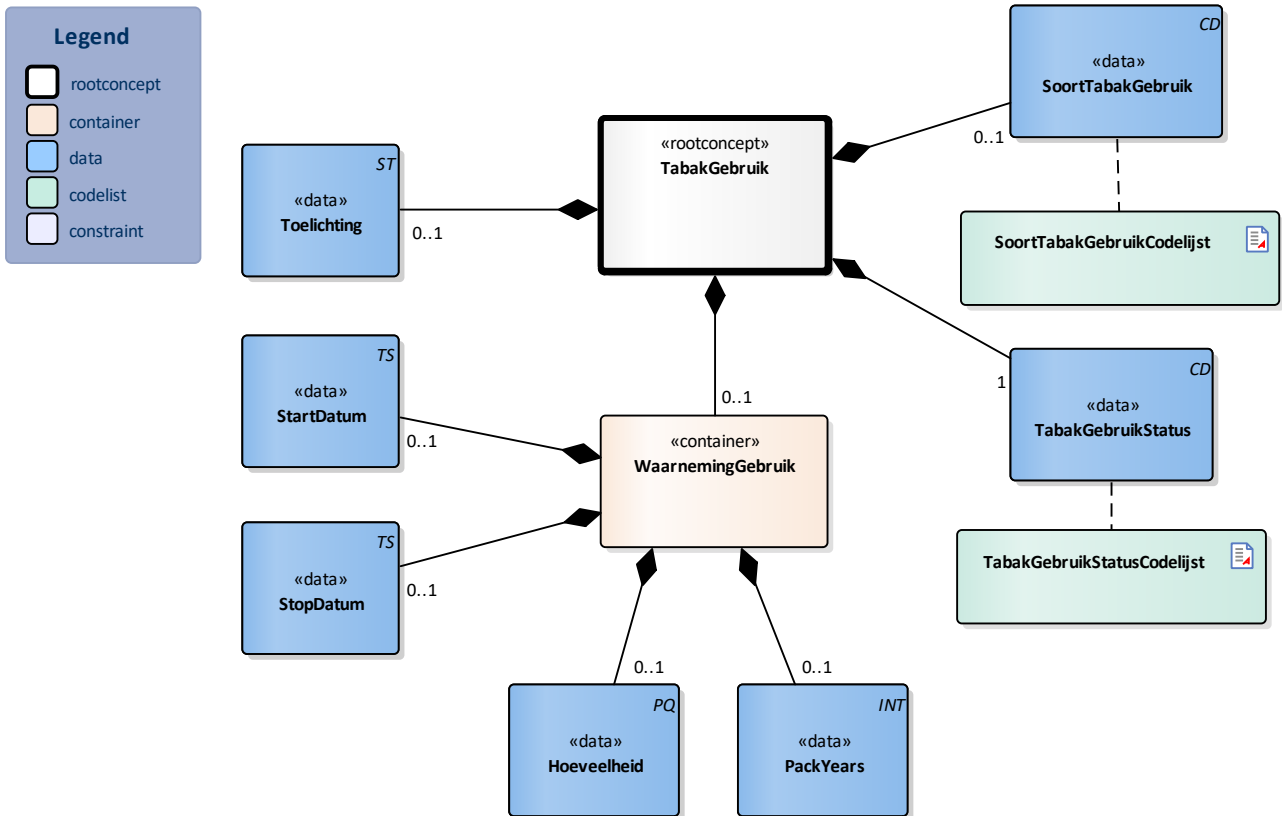 Legend
rootconcept
container
data
codelist
constraint
CD
«data»
SoortTabakGebruik
0..1
«rootconcept»
TabakGebruik
ST
«data»
Toelichting
0..1
SoortTabakGebruikCodelijst
TS
«data»
StartDatum
0..1
0..1
«container»
WaarnemingGebruik
1
CD
«data»
TabakGebruikStatus
TS
«data»
StopDatum
0..1
TabakGebruikStatusCodelijst
0..1
0..1
PQ
«data»
Hoeveelheid
INT
«data»
PackYears